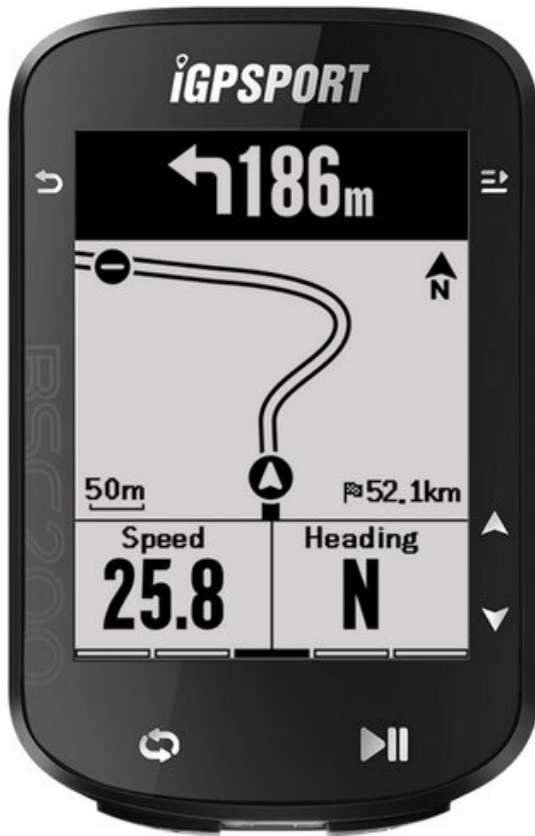 iGPSPORT
186m
N
50m
52.1km
Speed
Heading
25.8
N
BSC200